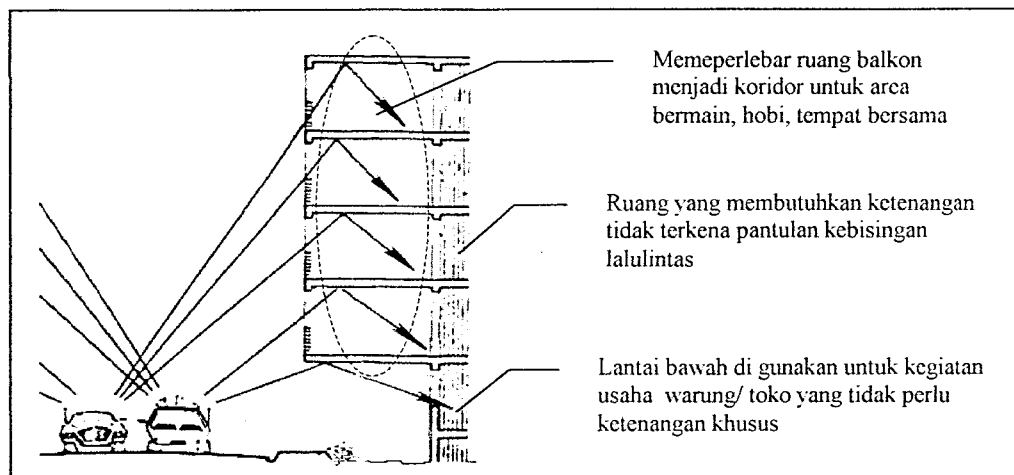 Memeperlebar ruang balkon
menjadi koridor untuk area
bermain, hobi, tempat bersama
Ruang yang membutuhkan ketenangan
tidak terkena pantulan kebisingan
lalulintas
Lantai bawah di gunakan untuk kegiatan
usaha warung/ toko yang tidak perlu
ketenangan khusus